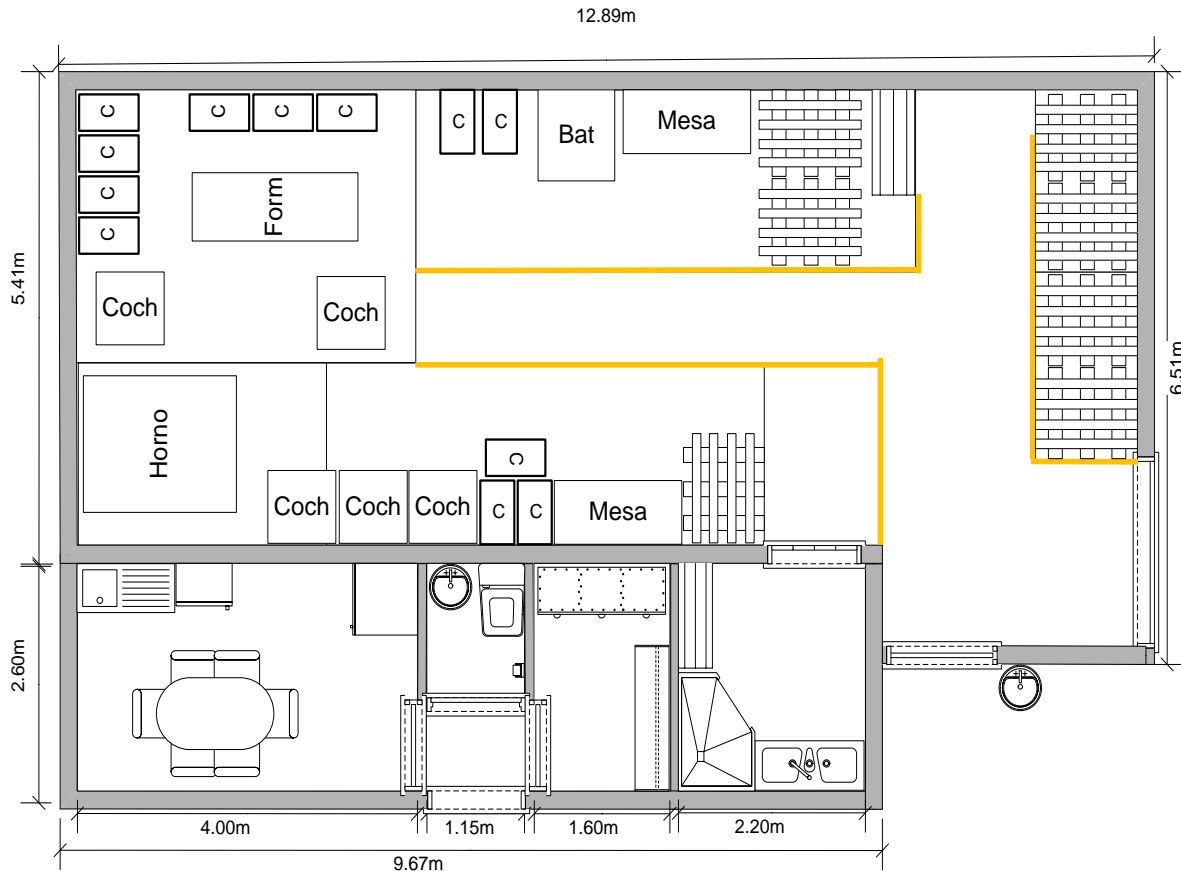 12.89m
C
C
C
C
C
C
C
C
C
Bat
Mesa
Form
5.41m
Coch
Coch
6.51m
Horno
C
Coch
Coch
Coch
C
C
Mesa
2.60m
4.00m
1.15m
1.60m
2.20m
9.67m